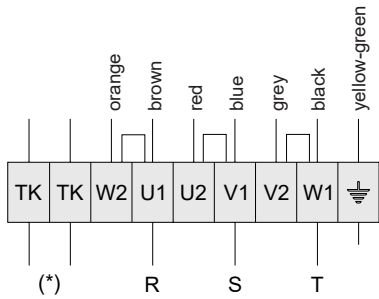 orange brown red blue grey black yellow-green
TK TK W2 U1 U2 V1 V2 W1
(*) R S T